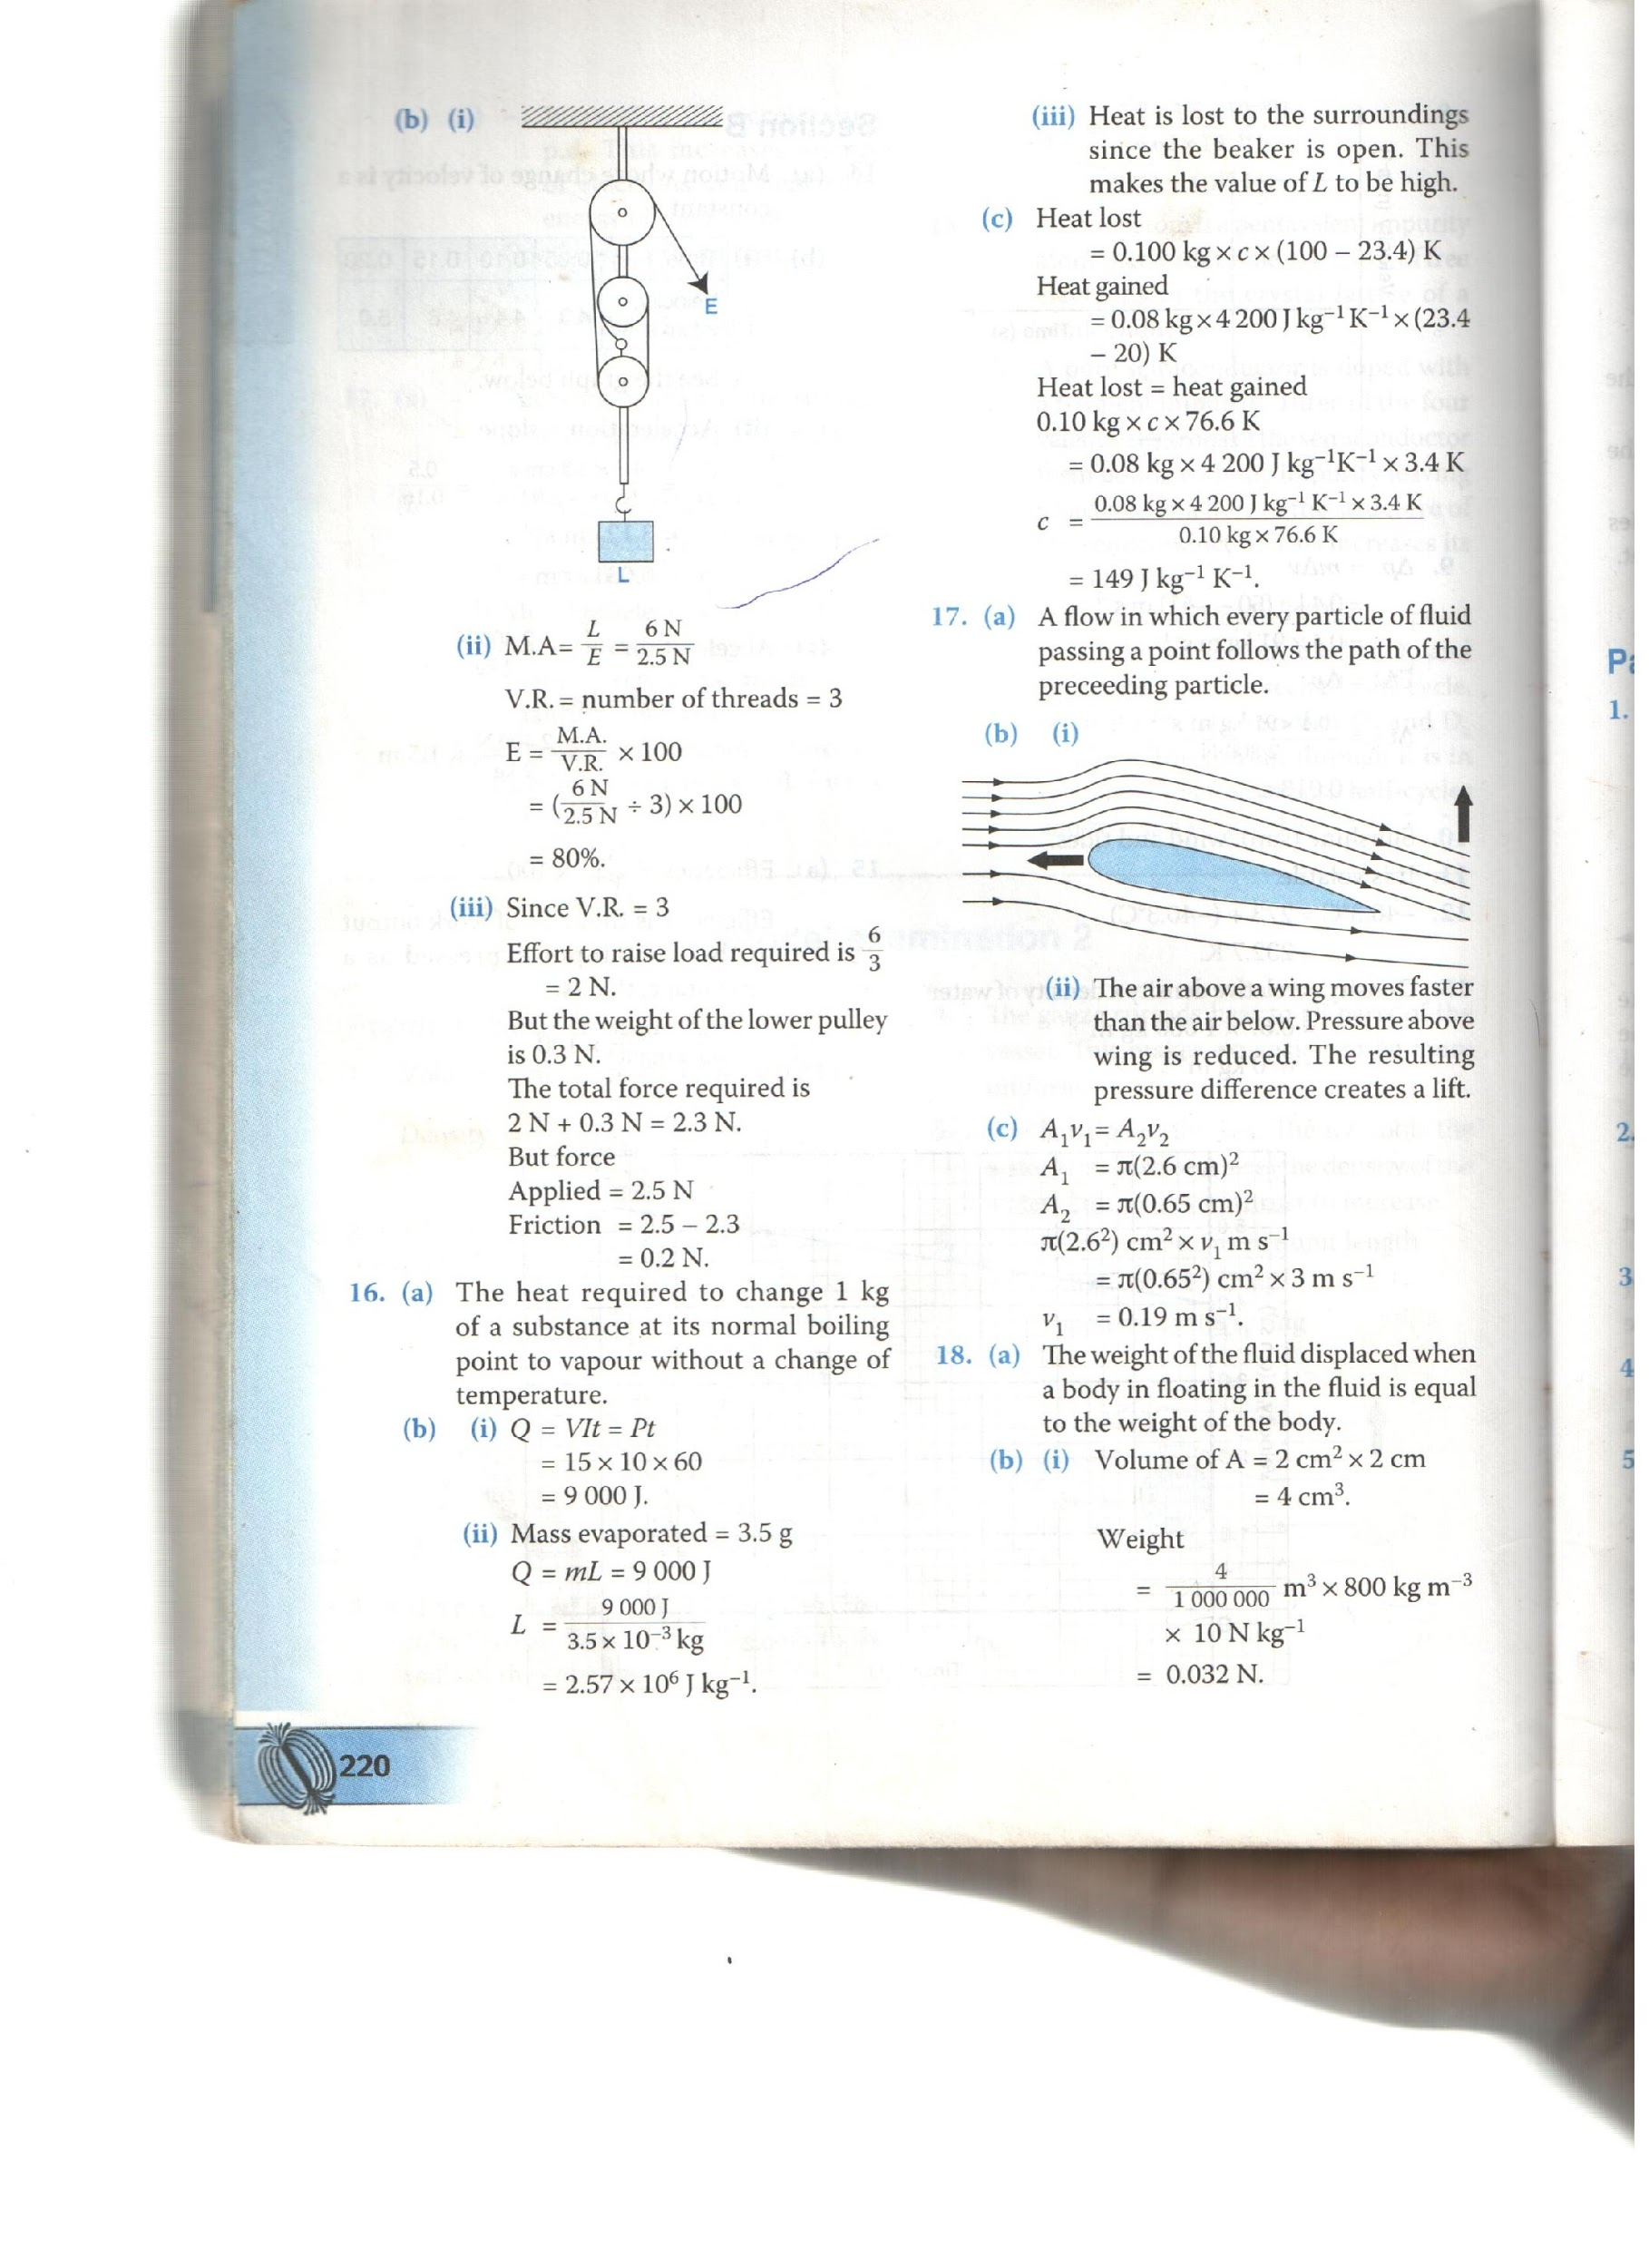 (b) (i)
E
L
(ii) M.A= L/E = 6 N/2.5 N
V.R. = number of threads = 3
E = M.A./V.R. × 100
= (6 N/2.5 N ÷ 3) × 100
= 80%.
(iii) Since V.R. = 3
Effort to raise load required is 6/3
= 2 N.
But the weight of the lower pulley
is 0.3 N.
The total force required is
2 N + 0.3 N = 2.3 N.
But force
Applied = 2.5 N
Friction = 2.5 – 2.3
= 0.2 N.
16. (a) The heat required to change 1 kg
of a substance at its normal boiling
point to vapour without a change of
temperature.
(b) (i) Q = VIt = Pt
= 15 × 10 × 60
= 9 000 J.
(ii) Mass evaporated = 3.5 g
Q = mL = 9 000 J
L = 9 000 J/3.5 × 10⁻³ kg
= 2.57 × 10⁶ J kg⁻¹.
220
(iii) Heat is lost to the surroundings
since the beaker is open. This
makes the value of L to be high.
(c) Heat lost
= 0.100 kg × c × (100 – 23.4) K
Heat gained
= 0.08 kg × 4 200 J kg⁻¹ K⁻¹ × (23.4
– 20) K
Heat lost = heat gained
0.10 kg × c × 76.6 K
= 0.08 kg × 4 200 J kg⁻¹K⁻¹ × 3.4 K
c = 0.08 kg × 4 200 J kg⁻¹ K⁻¹ × 3.4 K/0.10 kg × 76.6 K
= 149 J kg⁻¹ K⁻¹.
17. (a) A flow in which every particle of fluid
passing a point follows the path of the
preceeding particle.
(b) (i)
(ii) The air above a wing moves faster
than the air below. Pressure above
wing is reduced. The resulting
pressure difference creates a lift.
(c) A₁v₁ = A₂v₂
A₁ = π(2.6 cm)²
A₂ = π(0.65 cm)²
π(2.6²) cm² × v₁ m s⁻¹
= π(0.65²) cm² × 3 m s⁻¹
v₁ = 0.19 m s⁻¹.
18. (a) The weight of the fluid displaced when
a body in floating in the fluid is equal
to the weight of the body.
(b) (i) Volume of A = 2 cm² × 2 cm
= 4 cm³.
Weight
= 4/1 000 000 m³ × 800 kg m⁻³
× 10 N kg⁻¹
= 0.032 N.
1.
2.
3
4
5